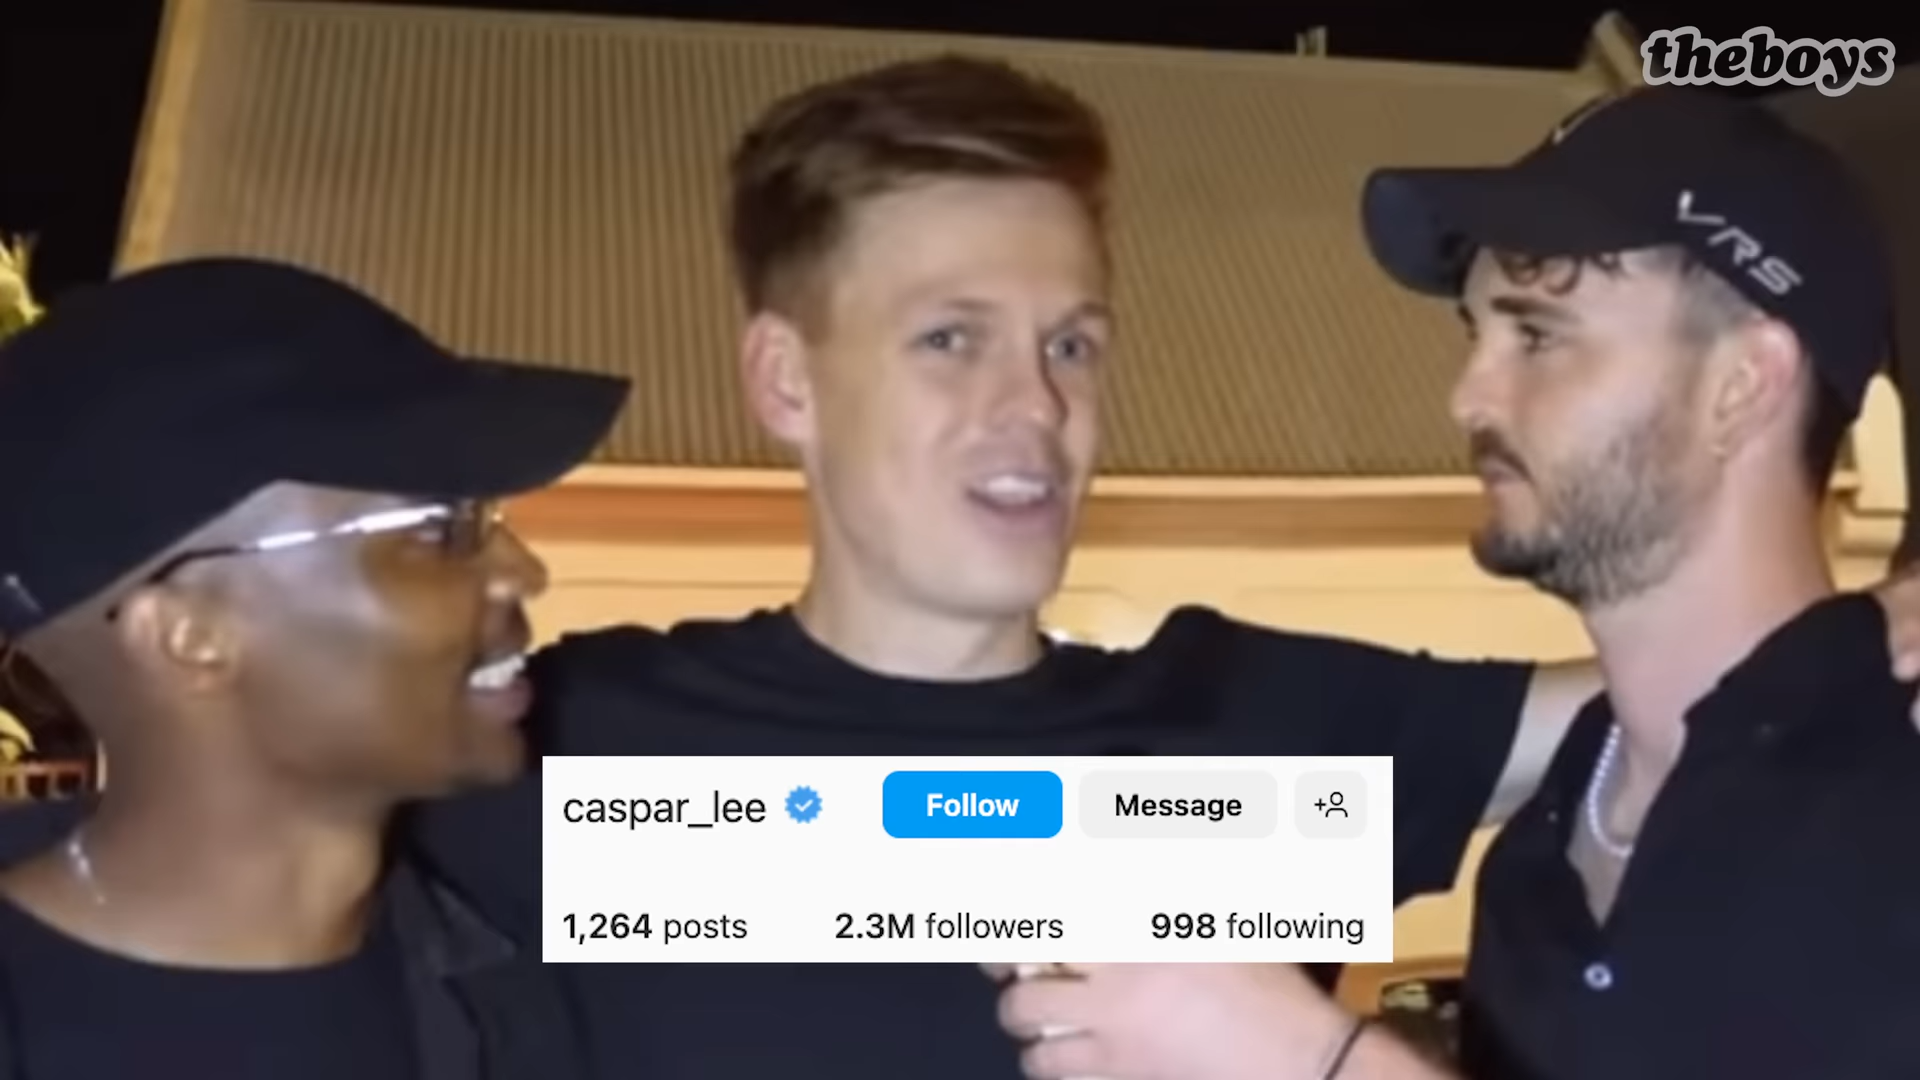 theboys
VRS
caspar_lee
Follow
Message
1,264 posts
2.3M followers
998 following